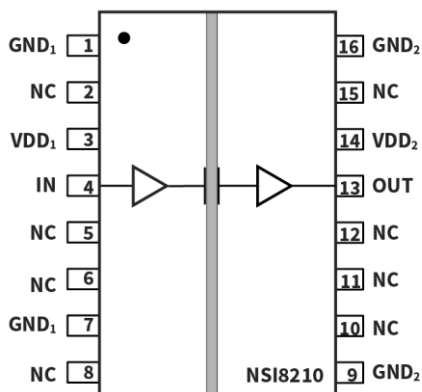 GND₁ 1 16 GND₂
NC 2 15 NC
VDD₁ 3 14 VDD₂
IN 4 13 OUT
NC 5 12 NC
NC 6 11 NC
GND₁ 7 10 NC
NC 8 NSI8210 9 GND₂